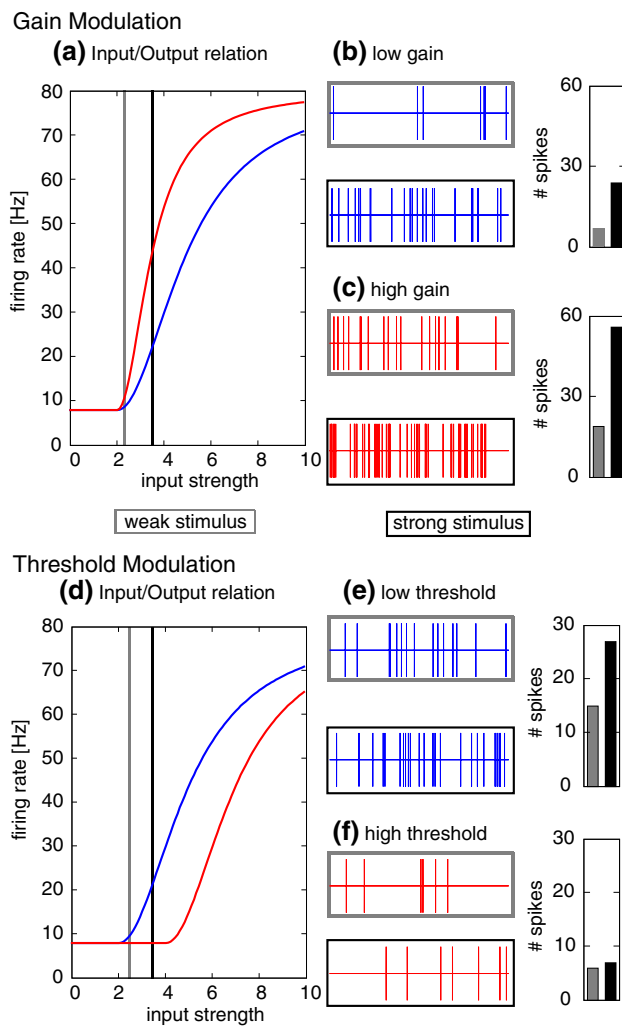 Gain Modulation
(a) Input/Output relation
80
70
60
50
40
30
20
10
0
firing rate [Hz]
0 2 4 6 8 10
input strength
(b) low gain
60
30
0
# spikes
(c) high gain
60
30
0
# spikes
weak stimulus
strong stimulus
Threshold Modulation
(d) Input/Output relation
80
70
60
50
40
30
20
10
0
firing rate [Hz]
0 2 4 6 8 10
input strength
(e) low threshold
30
20
10
0
# spikes
(f) high threshold
30
20
10
0
# spikes